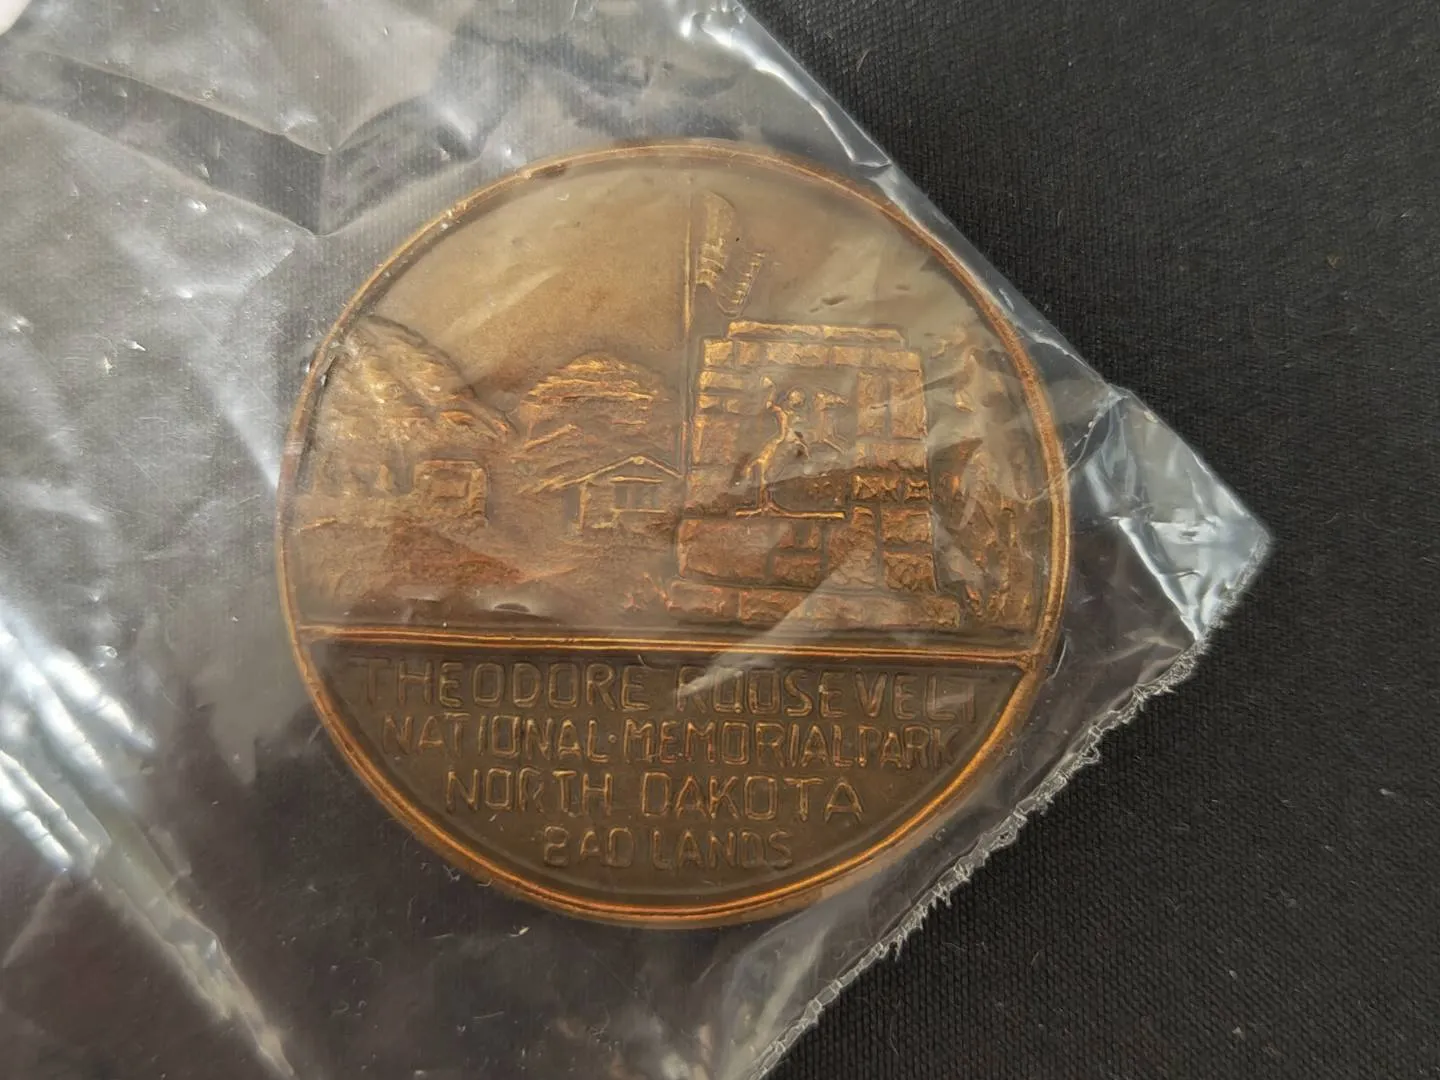 THEODORE ROOSEVELT
NATIONAL·MEMORIAL PARK
NORTH DAKOTA
BAD LANDS